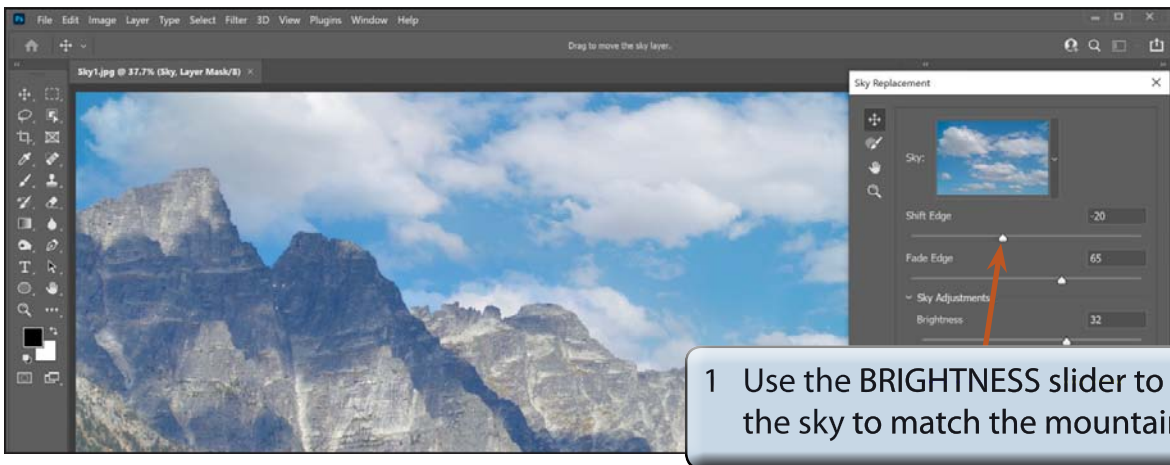 Ps File Edit Image Layer Type Select Filter 3D View Plugins Window Help
Drag to move the sky layer.
Sky1.jpg @ 37.7% (Sky, Layer Mask/8) ×
Sky Replacement
Sky:
Shift Edge -20
Fade Edge 65
Sky Adjustments
Brightness 32
1 Use the BRIGHTNESS slider to
the sky to match the mountain